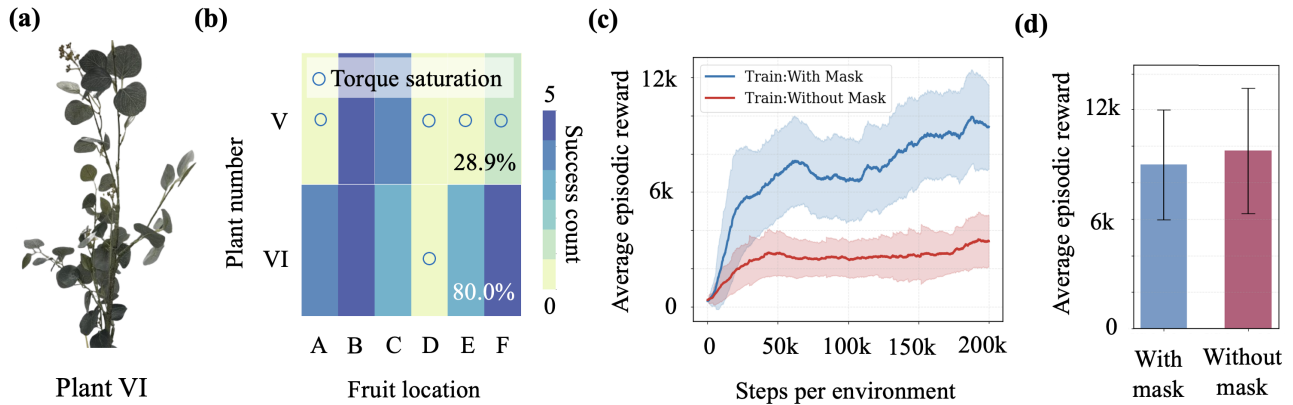 (a)
Plant VI
(b)
Torque saturation
Plant number
V
VI
28.9%
80.0%
A B C D E F
Fruit location
5
0
Success count
(c)
Train:With Mask
Train:Without Mask
Average episodic reward
12k
6k
0
0 50k 100k 150k 200k
Steps per environment
(d)
Average episodic reward
12k
6k
0
With
mask
Without
mask